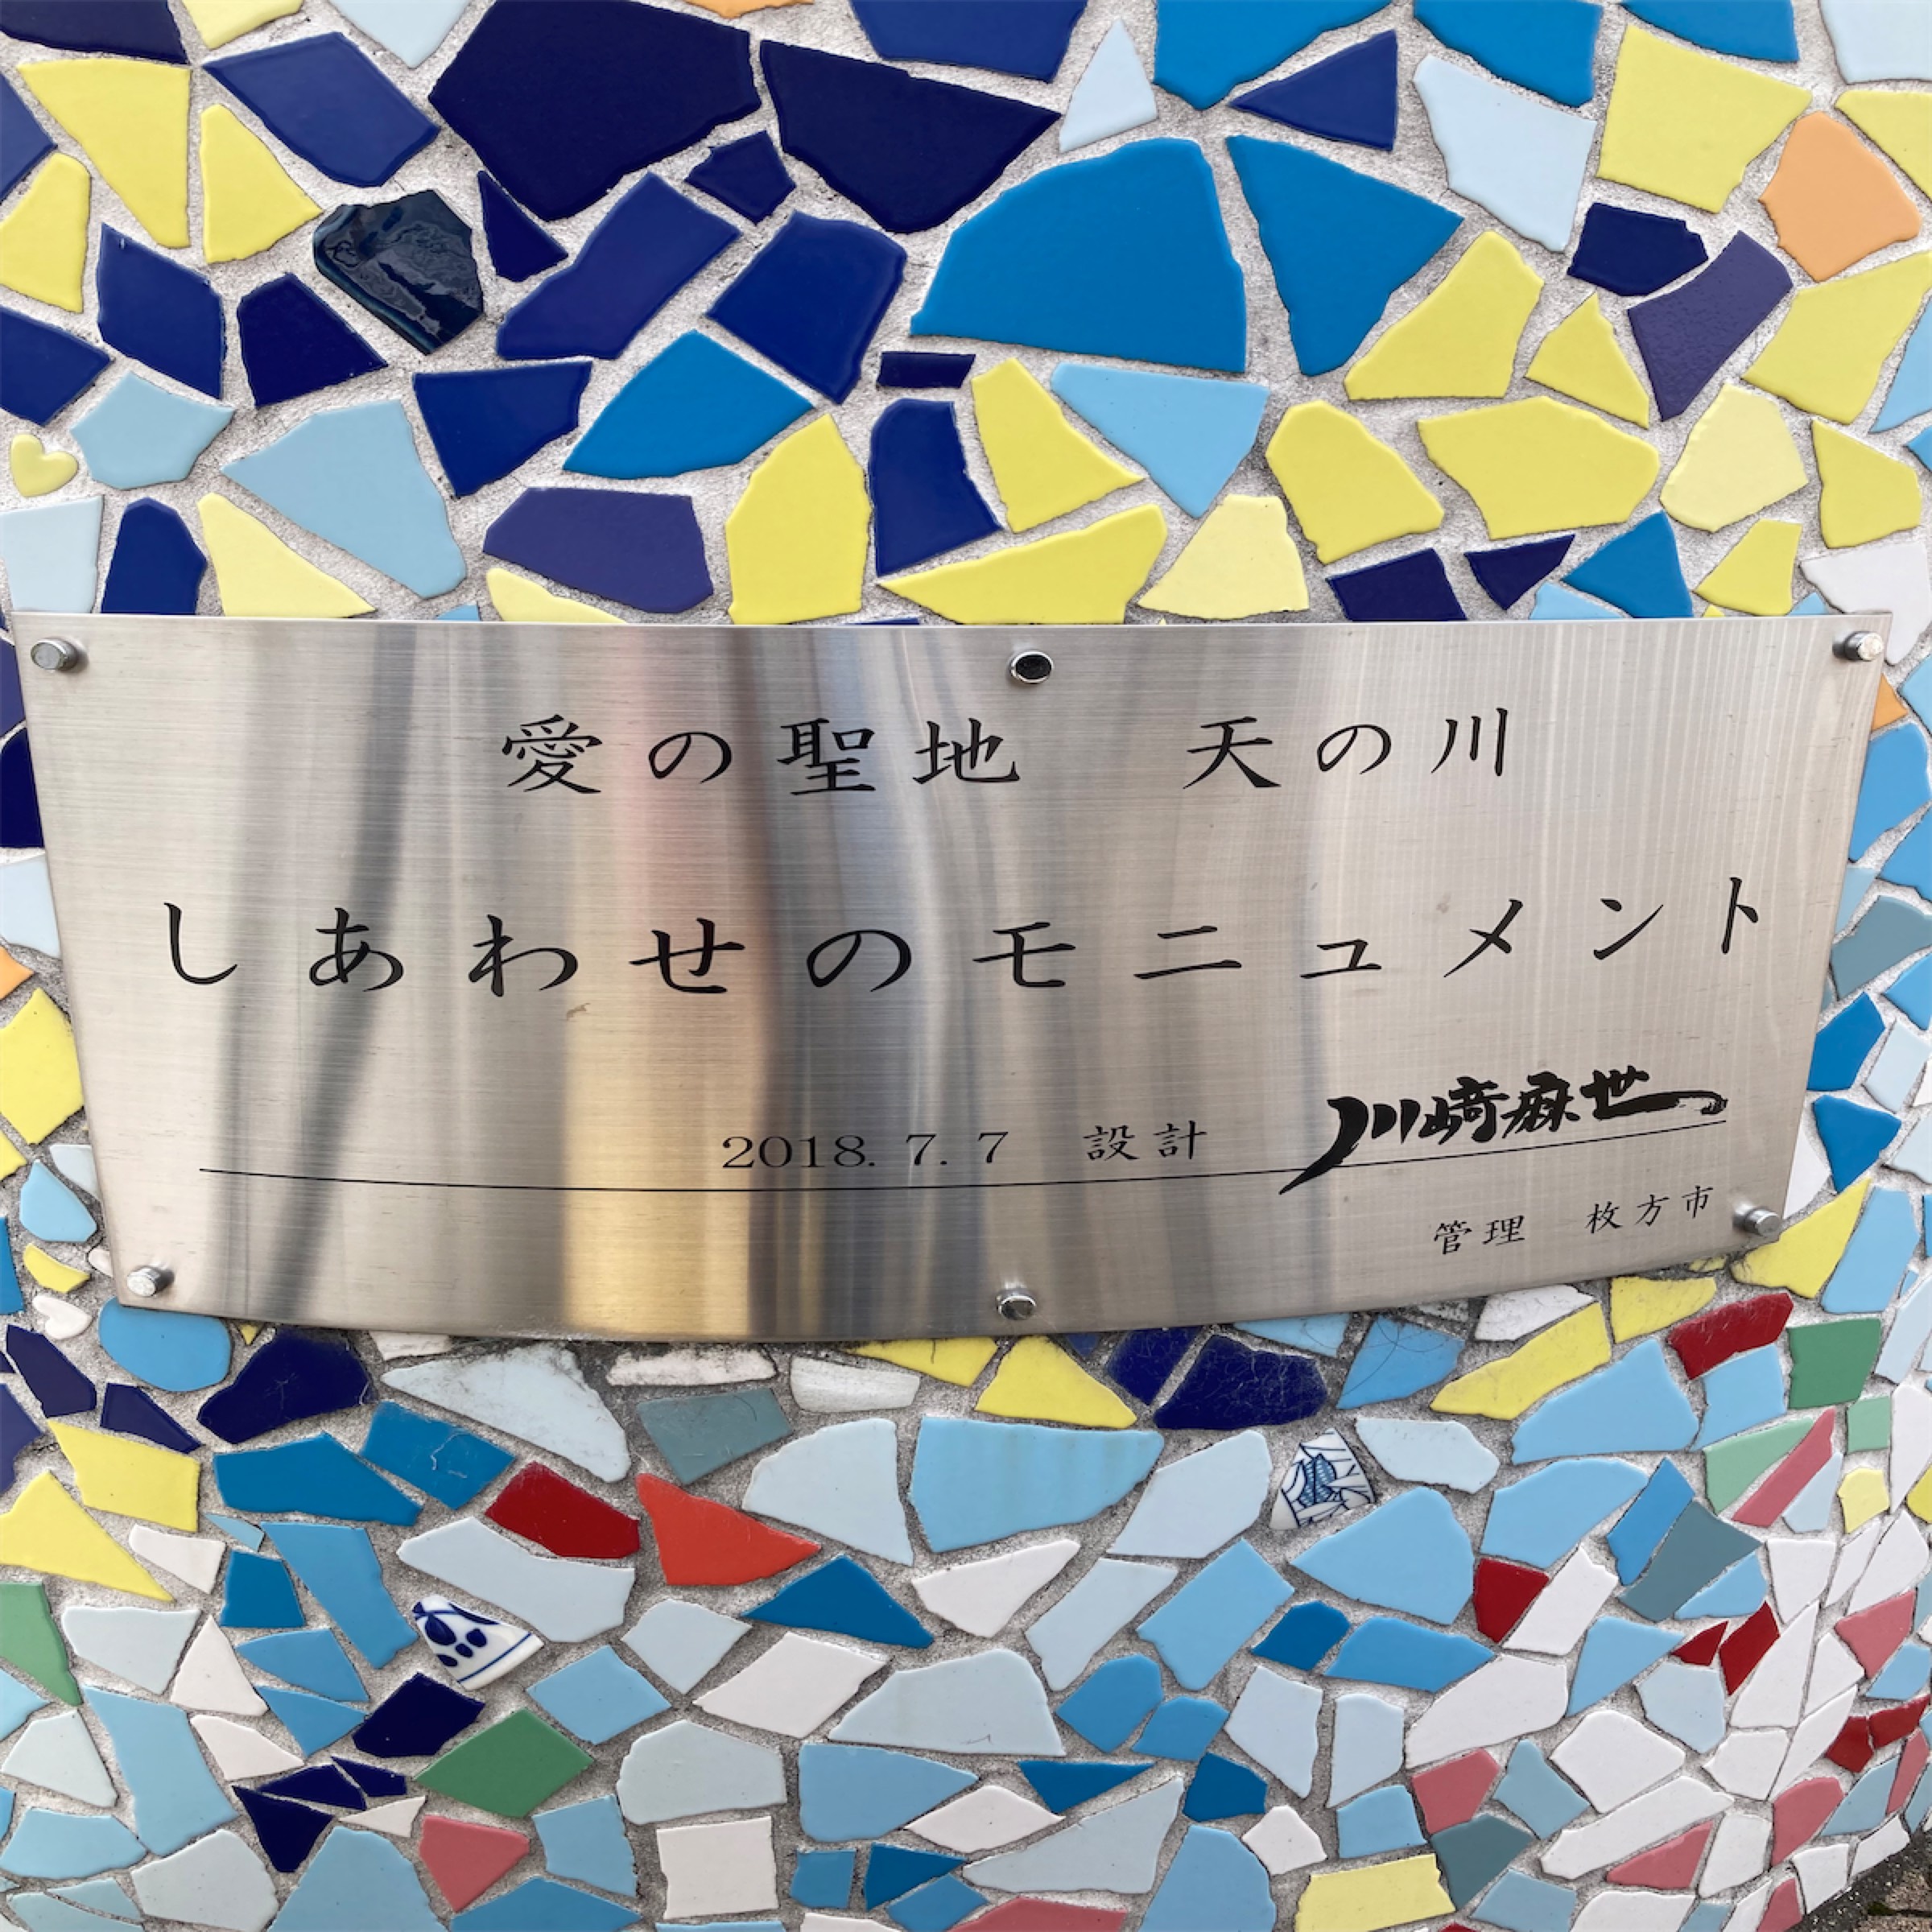 愛の聖地　天の川
しあわせのモニュメント
2018. 7. 7　設計　川﨑麻世
管理　枚方市